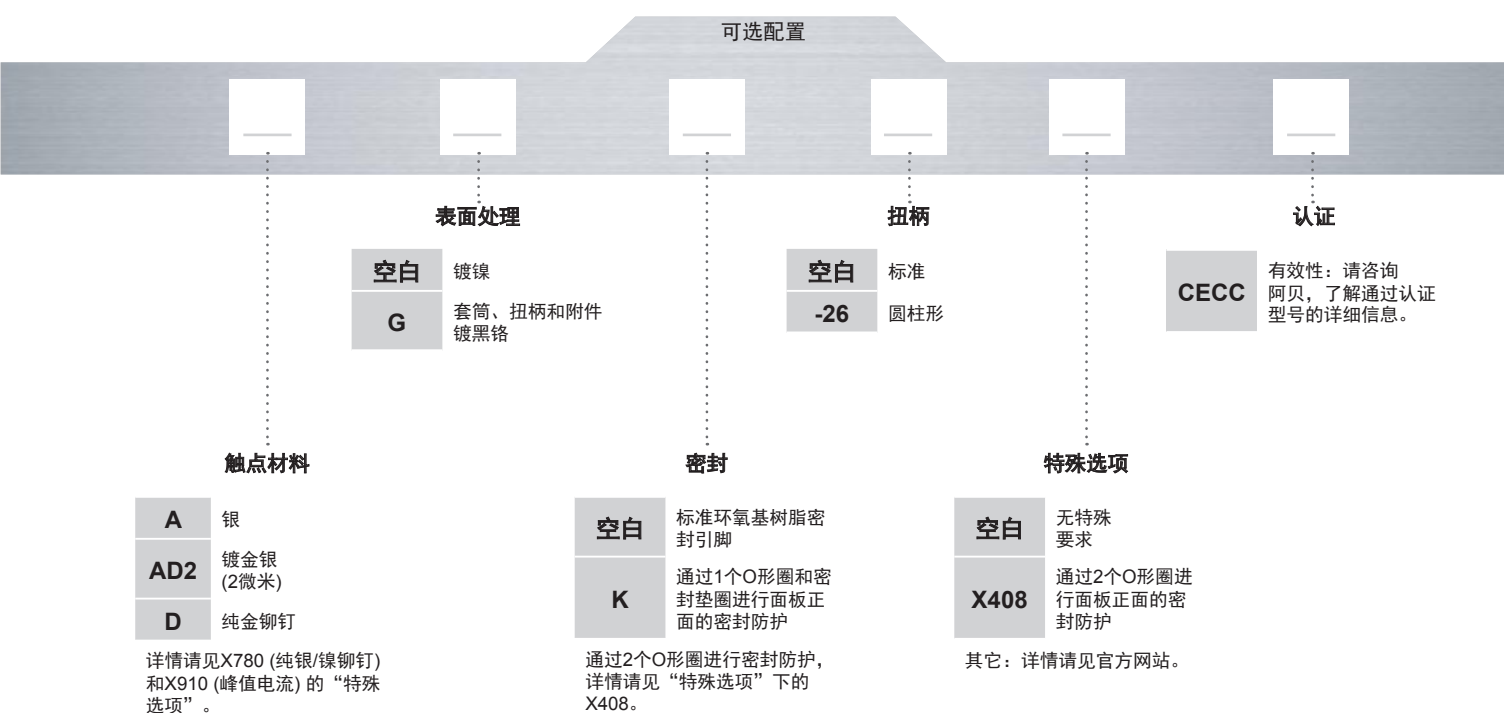 可选配置
表面处理
空白 镀镍
G 套筒、扭柄和附件
镀黑铬
扭柄
空白 标准
-26 圆柱形
认证
CECC 有效性：请咨询
阿贝，了解通过认证
型号的详细信息。
触点材料
A 银
AD2 镀金银
(2微米)
D 纯金铆钉
详情请见X780 (纯银/镍铆钉)
和X910 (峰值电流) 的“特殊
选项”。
密封
空白 标准环氧基树脂密
封引脚
K 通过1个O形圈和密
封垫圈进行面板正
面的密封防护
通过2个O形圈进行密封防护，
详情请见“特殊选项”下的
X408。
特殊选项
空白 无特殊
要求
X408 通过2个O形圈进
行面板正面的密
封防护
其它：详情请见官方网站。